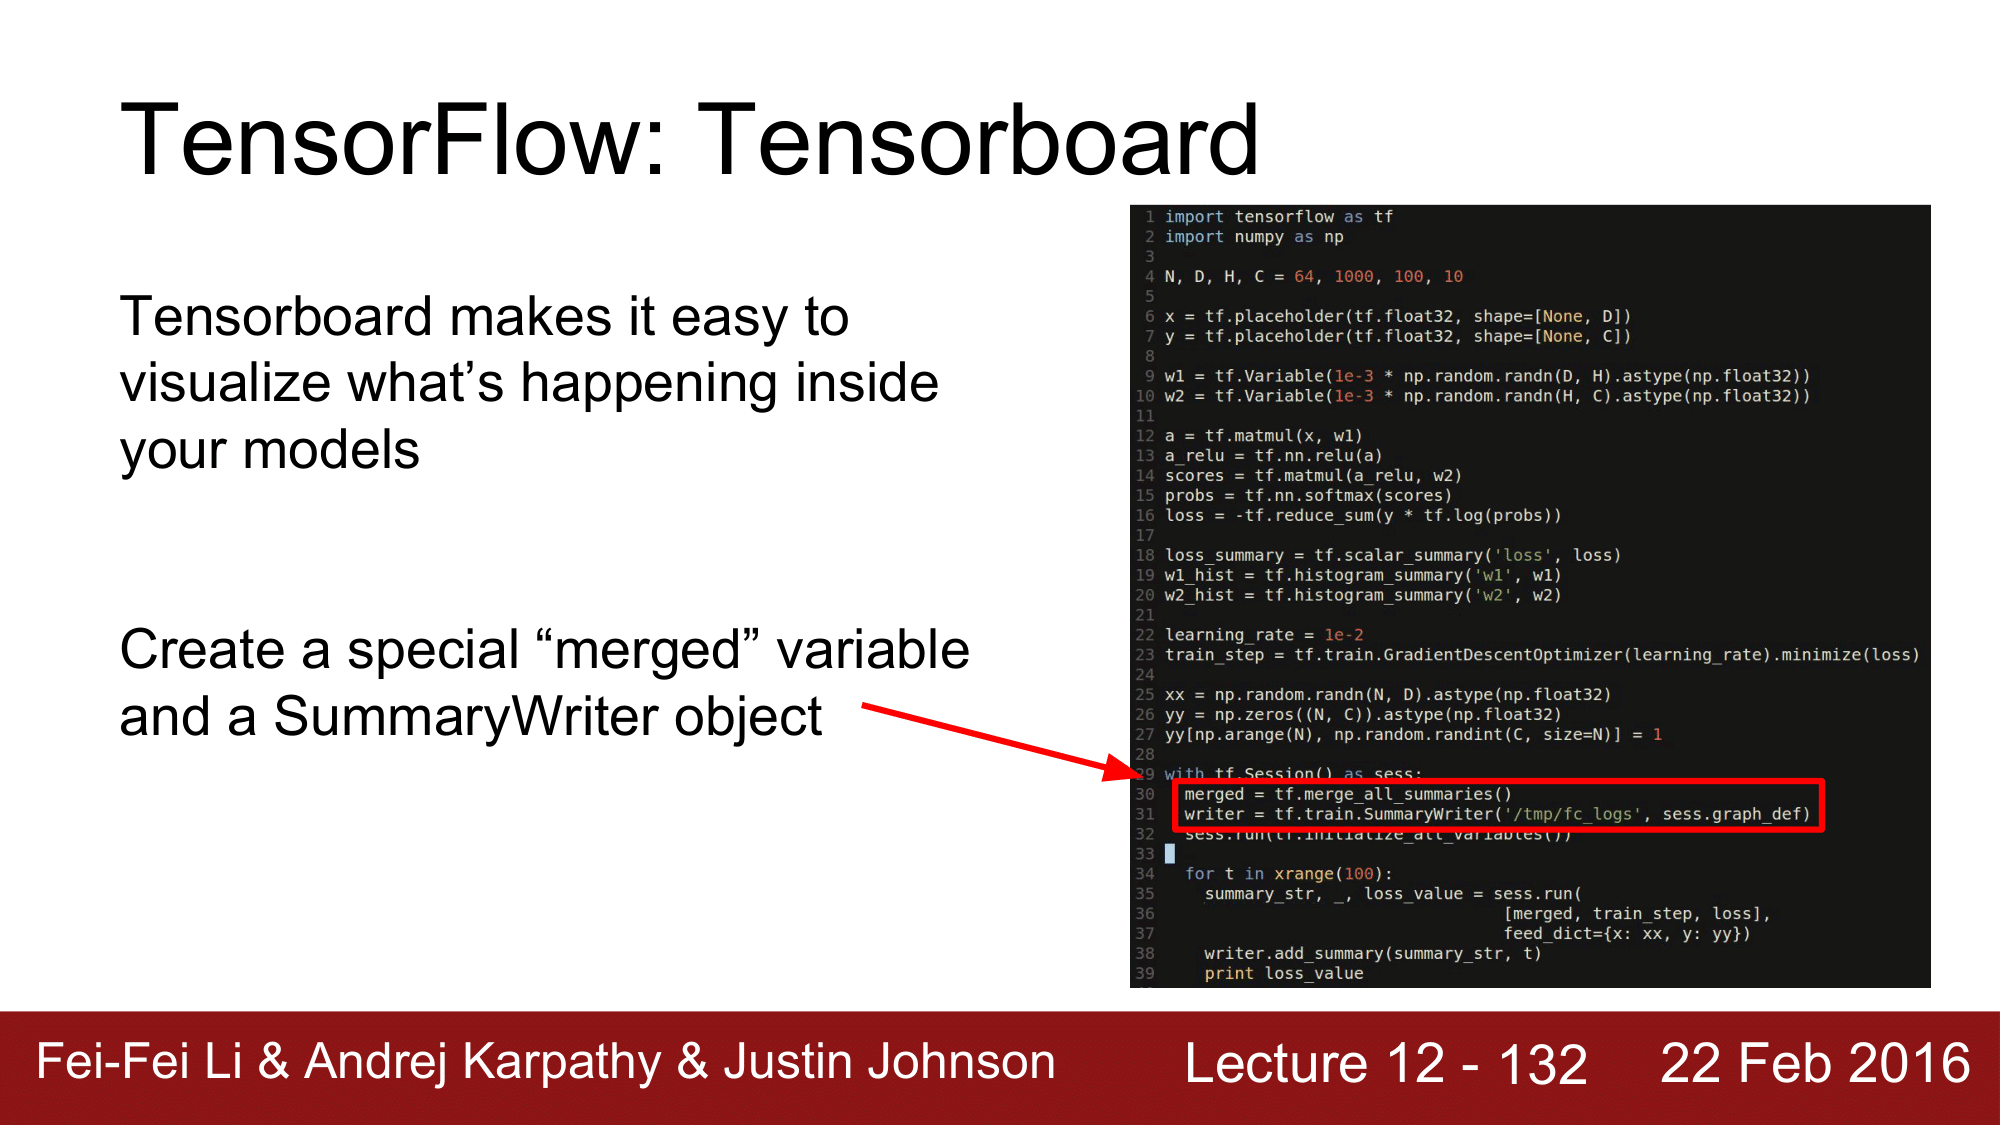 TensorFlow: Tensorboard
Tensorboard makes it easy to
visualize what’s happening inside
your models
Create a special “merged” variable
and a SummaryWriter object
1 import tensorflow as tf
2 import numpy as np
3
4 N, D, H, C = 64, 1000, 100, 10
5
6 x = tf.placeholder(tf.float32, shape=[None, D])
7 y = tf.placeholder(tf.float32, shape=[None, C])
8
9 w1 = tf.Variable(1e-3 * np.random.randn(D, H).astype(np.float32))
10 w2 = tf.Variable(1e-3 * np.random.randn(H, C).astype(np.float32))
11
12 a = tf.matmul(x, w1)
13 a_relu = tf.nn.relu(a)
14 scores = tf.matmul(a_relu, w2)
15 probs = tf.nn.softmax(scores)
16 loss = -tf.reduce_sum(y * tf.log(probs))
17
18 loss_summary = tf.scalar_summary('loss', loss)
19 w1_hist = tf.histogram_summary('w1', w1)
20 w2_hist = tf.histogram_summary('w2', w2)
21
22 learning_rate = 1e-2
23 train_step = tf.train.GradientDescentOptimizer(learning_rate).minimize(loss)
24
25 xx = np.random.randn(N, D).astype(np.float32)
26 yy = np.zeros((N, C)).astype(np.float32)
27 yy[np.arange(N), np.random.randint(C, size=N)] = 1
28
29 with tf.Session() as sess:
30 merged = tf.merge_all_summaries()
31 writer = tf.train.SummaryWriter('/tmp/fc_logs', sess.graph_def)
32 sess.run(tf.initialize_all_variables())
33
34 for t in xrange(100):
35 summary_str, _, loss_value = sess.run(
36 [merged, train_step, loss],
37 feed_dict={x: xx, y: yy})
38 writer.add_summary(summary_str, t)
39 print loss_value
Fei-Fei Li & Andrej Karpathy & Justin Johnson
Lecture 12 - 132
22 Feb 2016